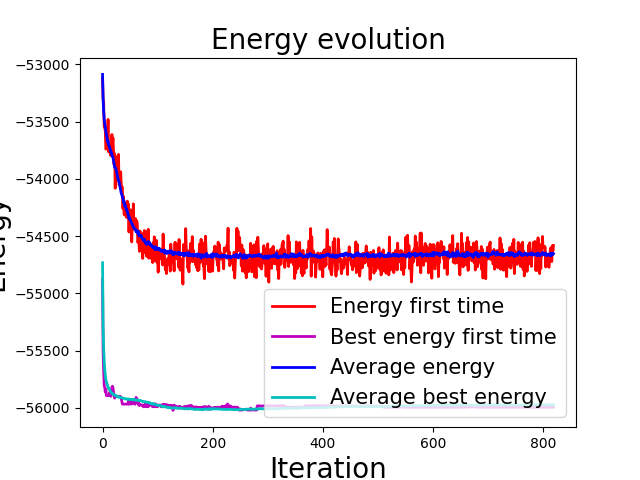 Energy evolution
−53000
−53500
−54000
−54500
−55000
−55500
−56000
Energy
Energy first time
Best energy first time
Average energy
Average best energy
0 200 400 600 800
Iteration